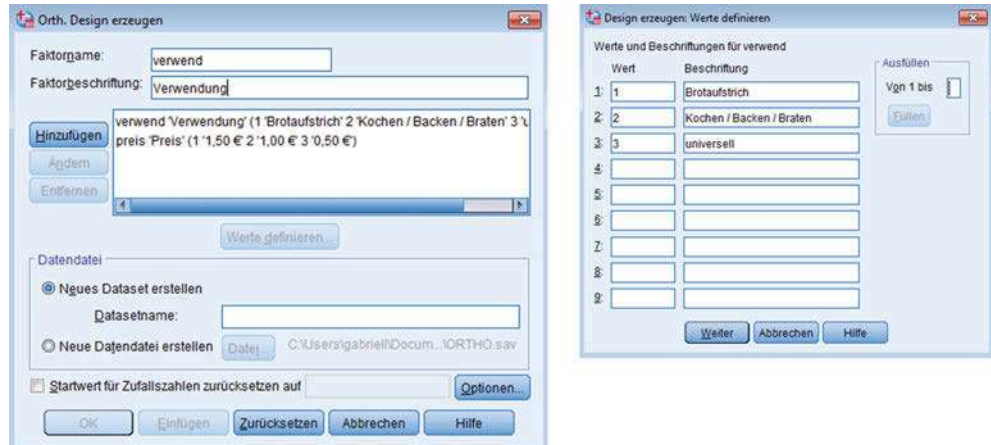 Orth. Design erzeugen
Faktorname: verwend
Faktorbeschriftung: Verwendung
Hinzufügen
Ändern
Entfernen
verwend 'Verwendung' (1 'Brotaufstrich' 2 'Kochen / Backen / Braten' 3 'u
preis 'Preis' (1 '1,50 €' 2 '1,00 €' 3 '0,50 €')
Werte definieren...
Datendatei
Neues Dataset erstellen
Datasetname:
Neue Datendatei erstellen Datei... C:\Users\gabriell\Docum...\ORTHO.sav
Startwert für Zufallszahlen zurücksetzen auf Optionen...
OK Einfügen Zurücksetzen Abbrechen Hilfe
Design erzeugen: Werte definieren
Werte und Beschriftungen für verwend
Wert Beschriftung
1: 1 Brotaufstrich
2: 2 Kochen / Backen / Braten
3: 3 universell
4:
5:
6:
7:
8:
9:
Ausfüllen
Von 1 bis
Füllen
Weiter Abbrechen Hilfe